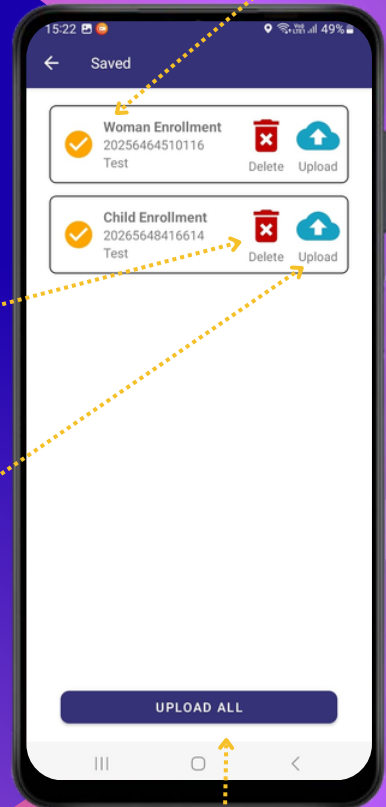 15:22 49%
Saved
Woman Enrollment
20256464510116
Test
Delete Upload
Child Enrollment
20265648416614
Test
Delete Upload
UPLOAD ALL